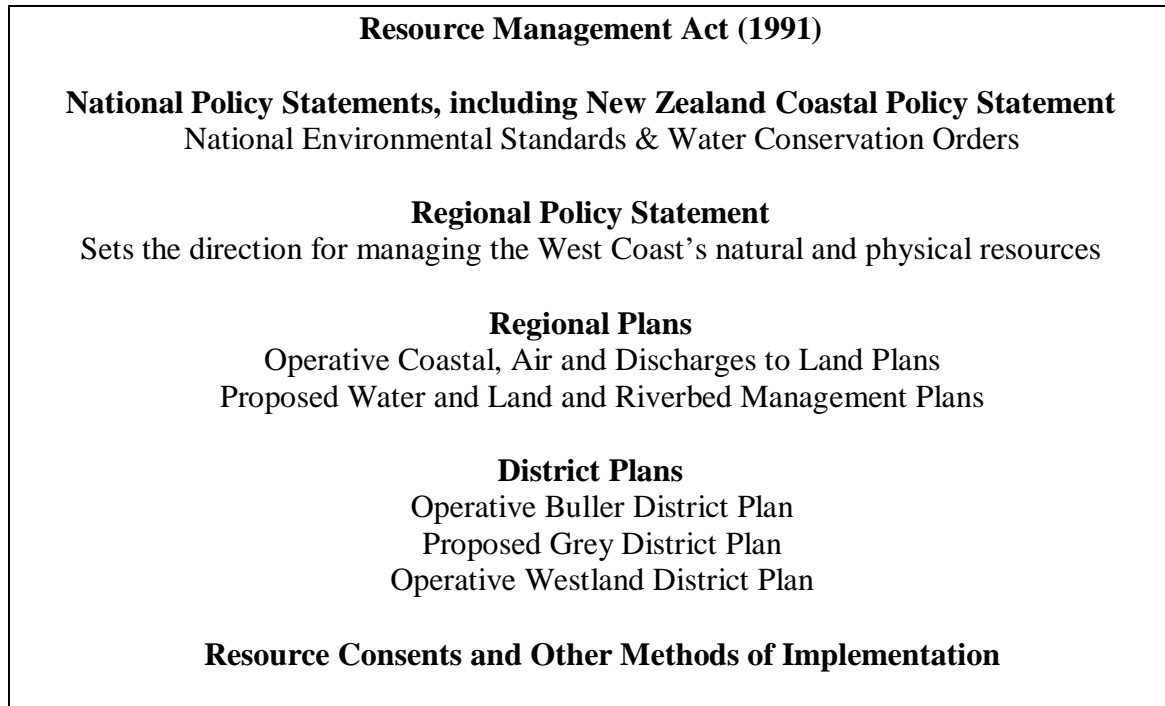 Resource Management Act (1991)
National Policy Statements, including New Zealand Coastal Policy Statement
National Environmental Standards & Water Conservation Orders
Regional Policy Statement
Sets the direction for managing the West Coast’s natural and physical resources
Regional Plans
Operative Coastal, Air and Discharges to Land Plans
Proposed Water and Land and Riverbed Management Plans
District Plans
Operative Buller District Plan
Proposed Grey District Plan
Operative Westland District Plan
Resource Consents and Other Methods of Implementation